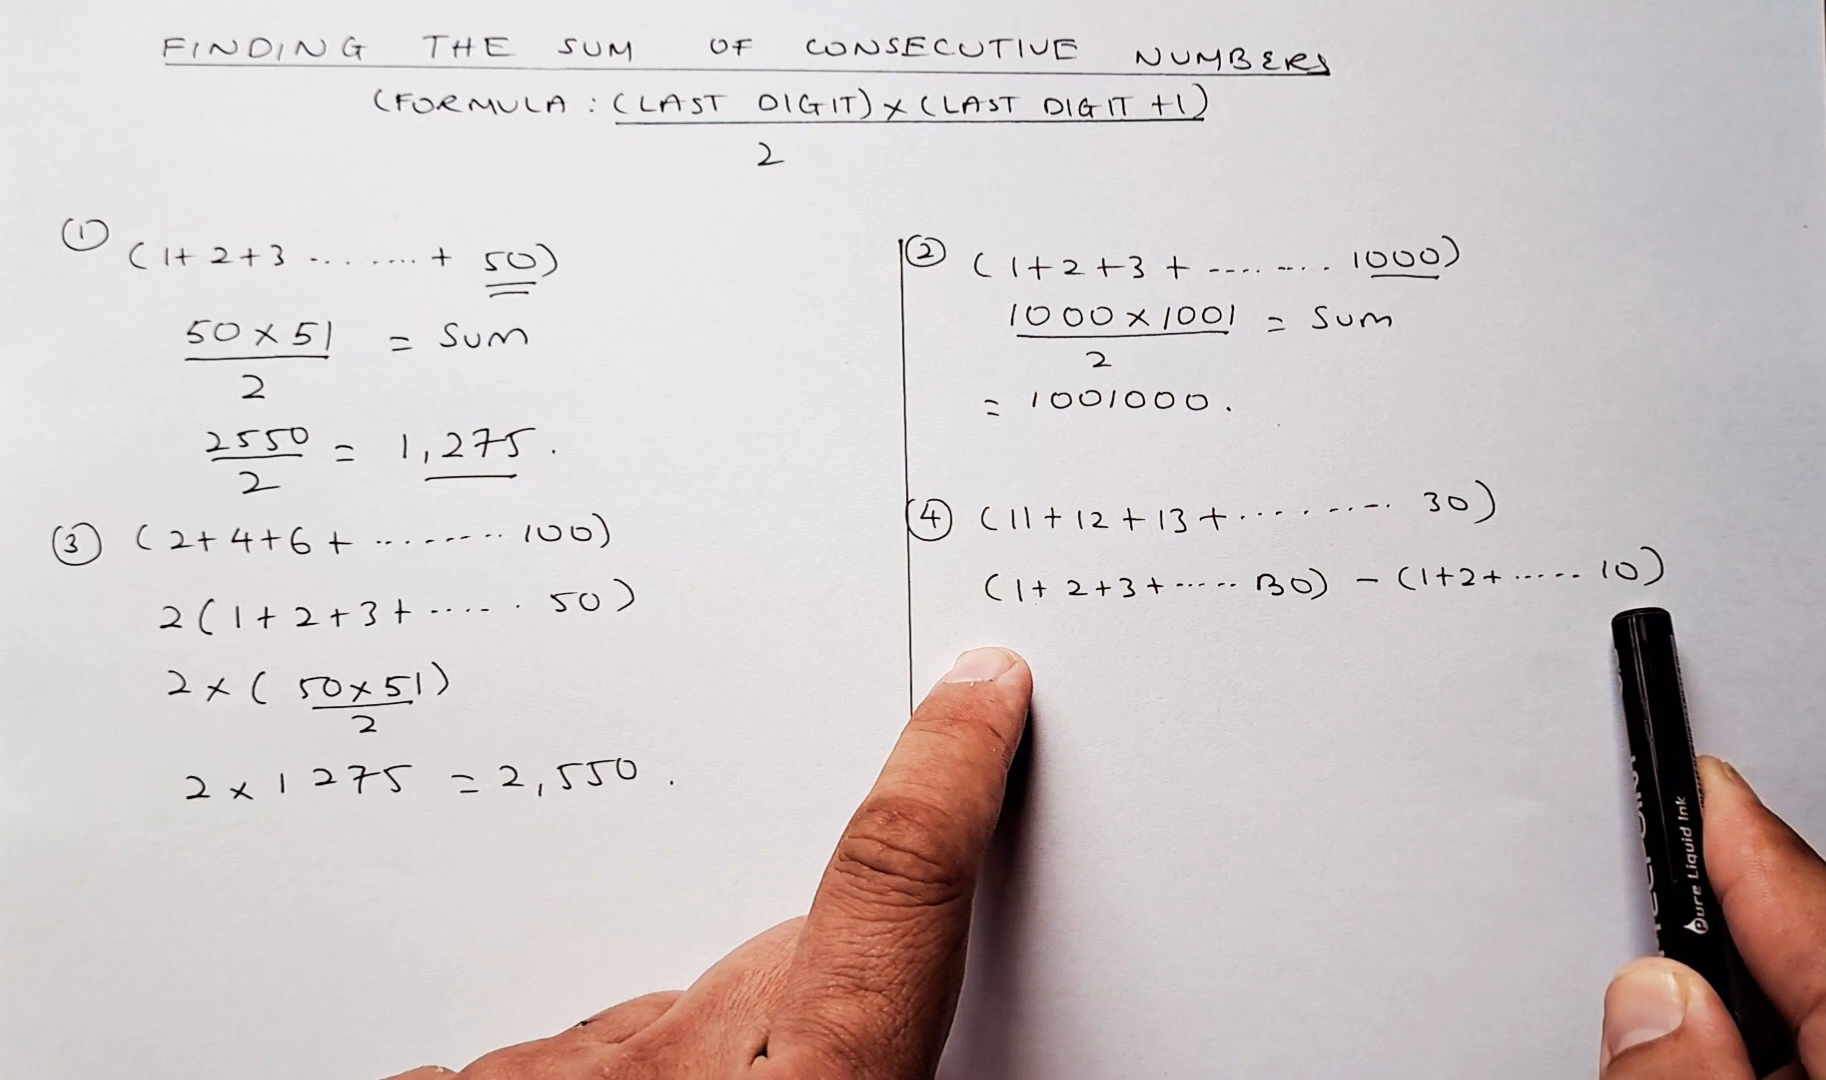 FINDING THE SUM OF CONSECUTIVE NUMBERS
(FORMULA : (LAST DIGIT) × (LAST DIGIT +1)
2
① (1+ 2+3 ........ + 50)
50 × 51 = SUM
2
2550 = 1,275.
2
③ (2+4+6+ ........ 100)
2(1+2+3+ ..... 50)
2 × ( 50×51)
2
2 × 1275 = 2,550.
② (1+2+3+ ....... 1000)
1000 × 1001 = SUM
2
= 1001000.
④ (11+12+13+ ......... 30)
(1+2+3+ ..... 30) - (1+2+ ..... 10)
Pure Liquid Ink